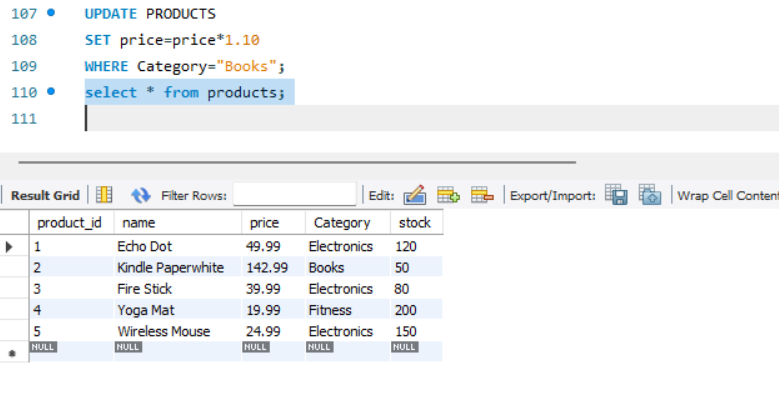 107 UPDATE PRODUCTS
108 SET price=price*1.10
109 WHERE Category="Books";
110 select * from products;
111
Result Grid Filter Rows: Edit: Export/Import: Wrap Cell Conten
product_id name price Category stock
1 Echo Dot 49.99 Electronics 120
2 Kindle Paperwhite 142.99 Books 50
3 Fire Stick 39.99 Electronics 80
4 Yoga Mat 19.99 Fitness 200
5 Wireless Mouse 24.99 Electronics 150
NULL NULL NULL NULL NULL